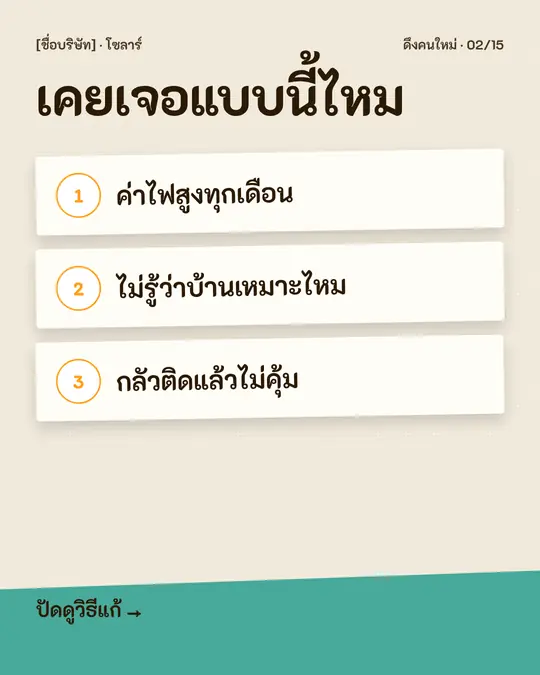 [ชื่อบริษัท] · โซลาร์
ดึงคนใหม่ · 02/15
เคยเจอแบบนี้ไหม
1 ค่าไฟสูงทุกเดือน
2 ไม่รู้ว่าบ้านเหมาะไหม
3 กลัวติดแล้วไม่คุ้ม
ปัดดูวิธีแก้ →